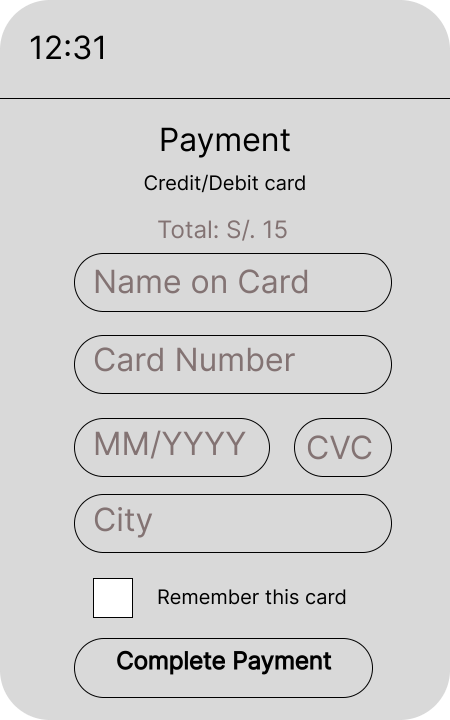 12:31
Payment
Credit/Debit card
Total: S/. 15
Name on Card
Card Number
MM/YYYY CVC
City
Remember this card
Complete Payment